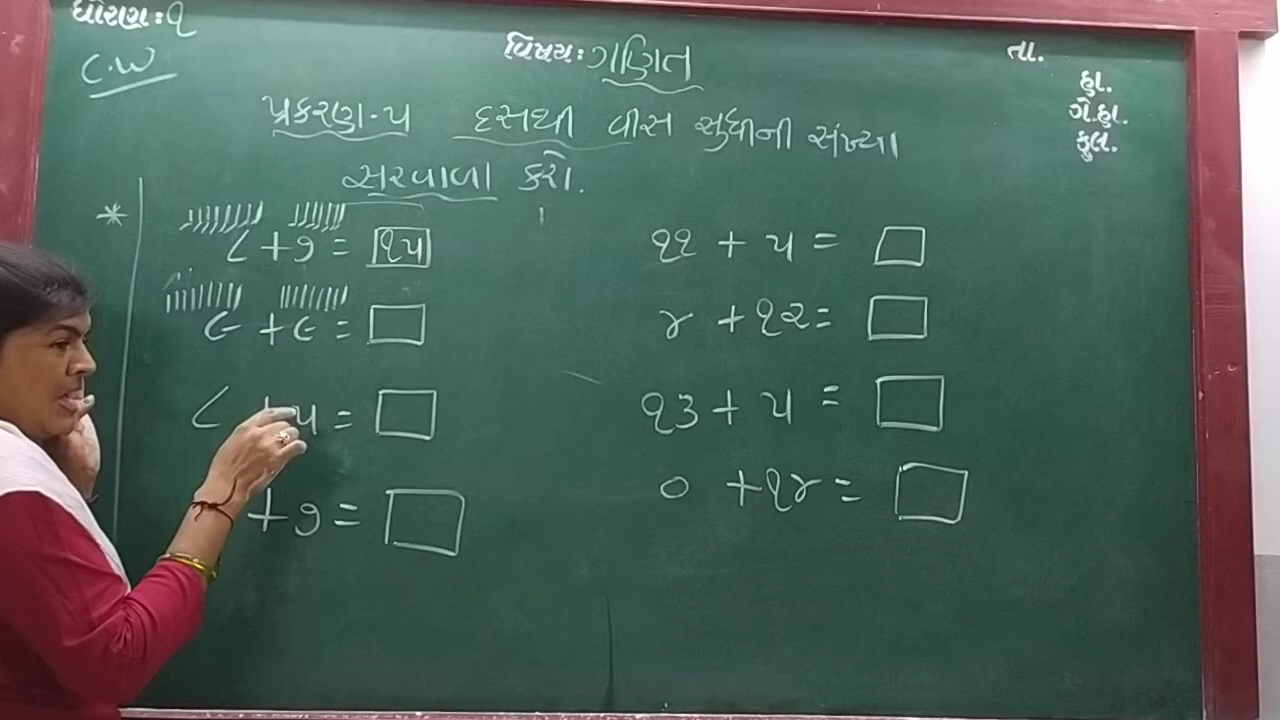 ધોરણ: ૧
C.W
વિષય: ગણિત
તા.
હા.
ગે.હા.
કુલ.
પ્રકરણ-૫ દસથી વીસ સુધીની સંખ્યા
સરવાળા કરો.
*
૮ + ૭ = ૧૫
૯ + ૯ =
૮ + ૫ =
+ ૭ =
૧૧ + ૫ =
૪ + ૧૨ =
૧૩ + ૫ =
૦ + ૧૪ =